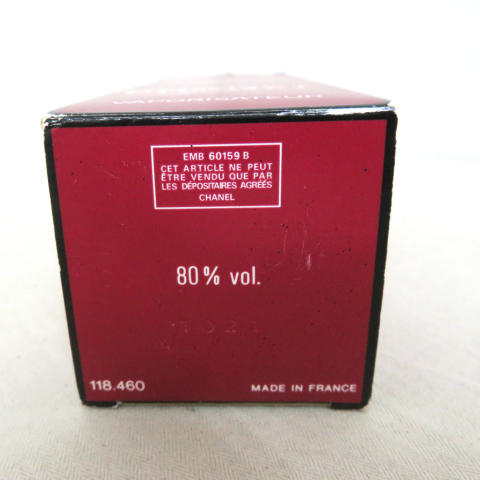 VAPORISATEUR
EMB 60159 B
CET ARTICLE NE PEUT
ÊTRE VENDU QUE PAR
LES DÉPOSITAIRES AGRÉÉS
CHANEL
80% vol.
118.460
MADE IN FRANCE